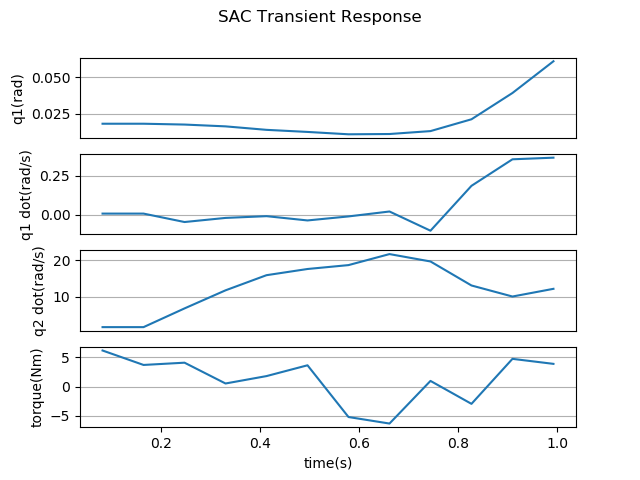 SAC Transient Response
q1(rad)
0.050
0.025
q1 dot(rad/s)
0.25
0.00
q2 dot(rad/s)
20
10
torque(Nm)
5
0
−5
0.2 0.4 0.6 0.8 1.0
time(s)